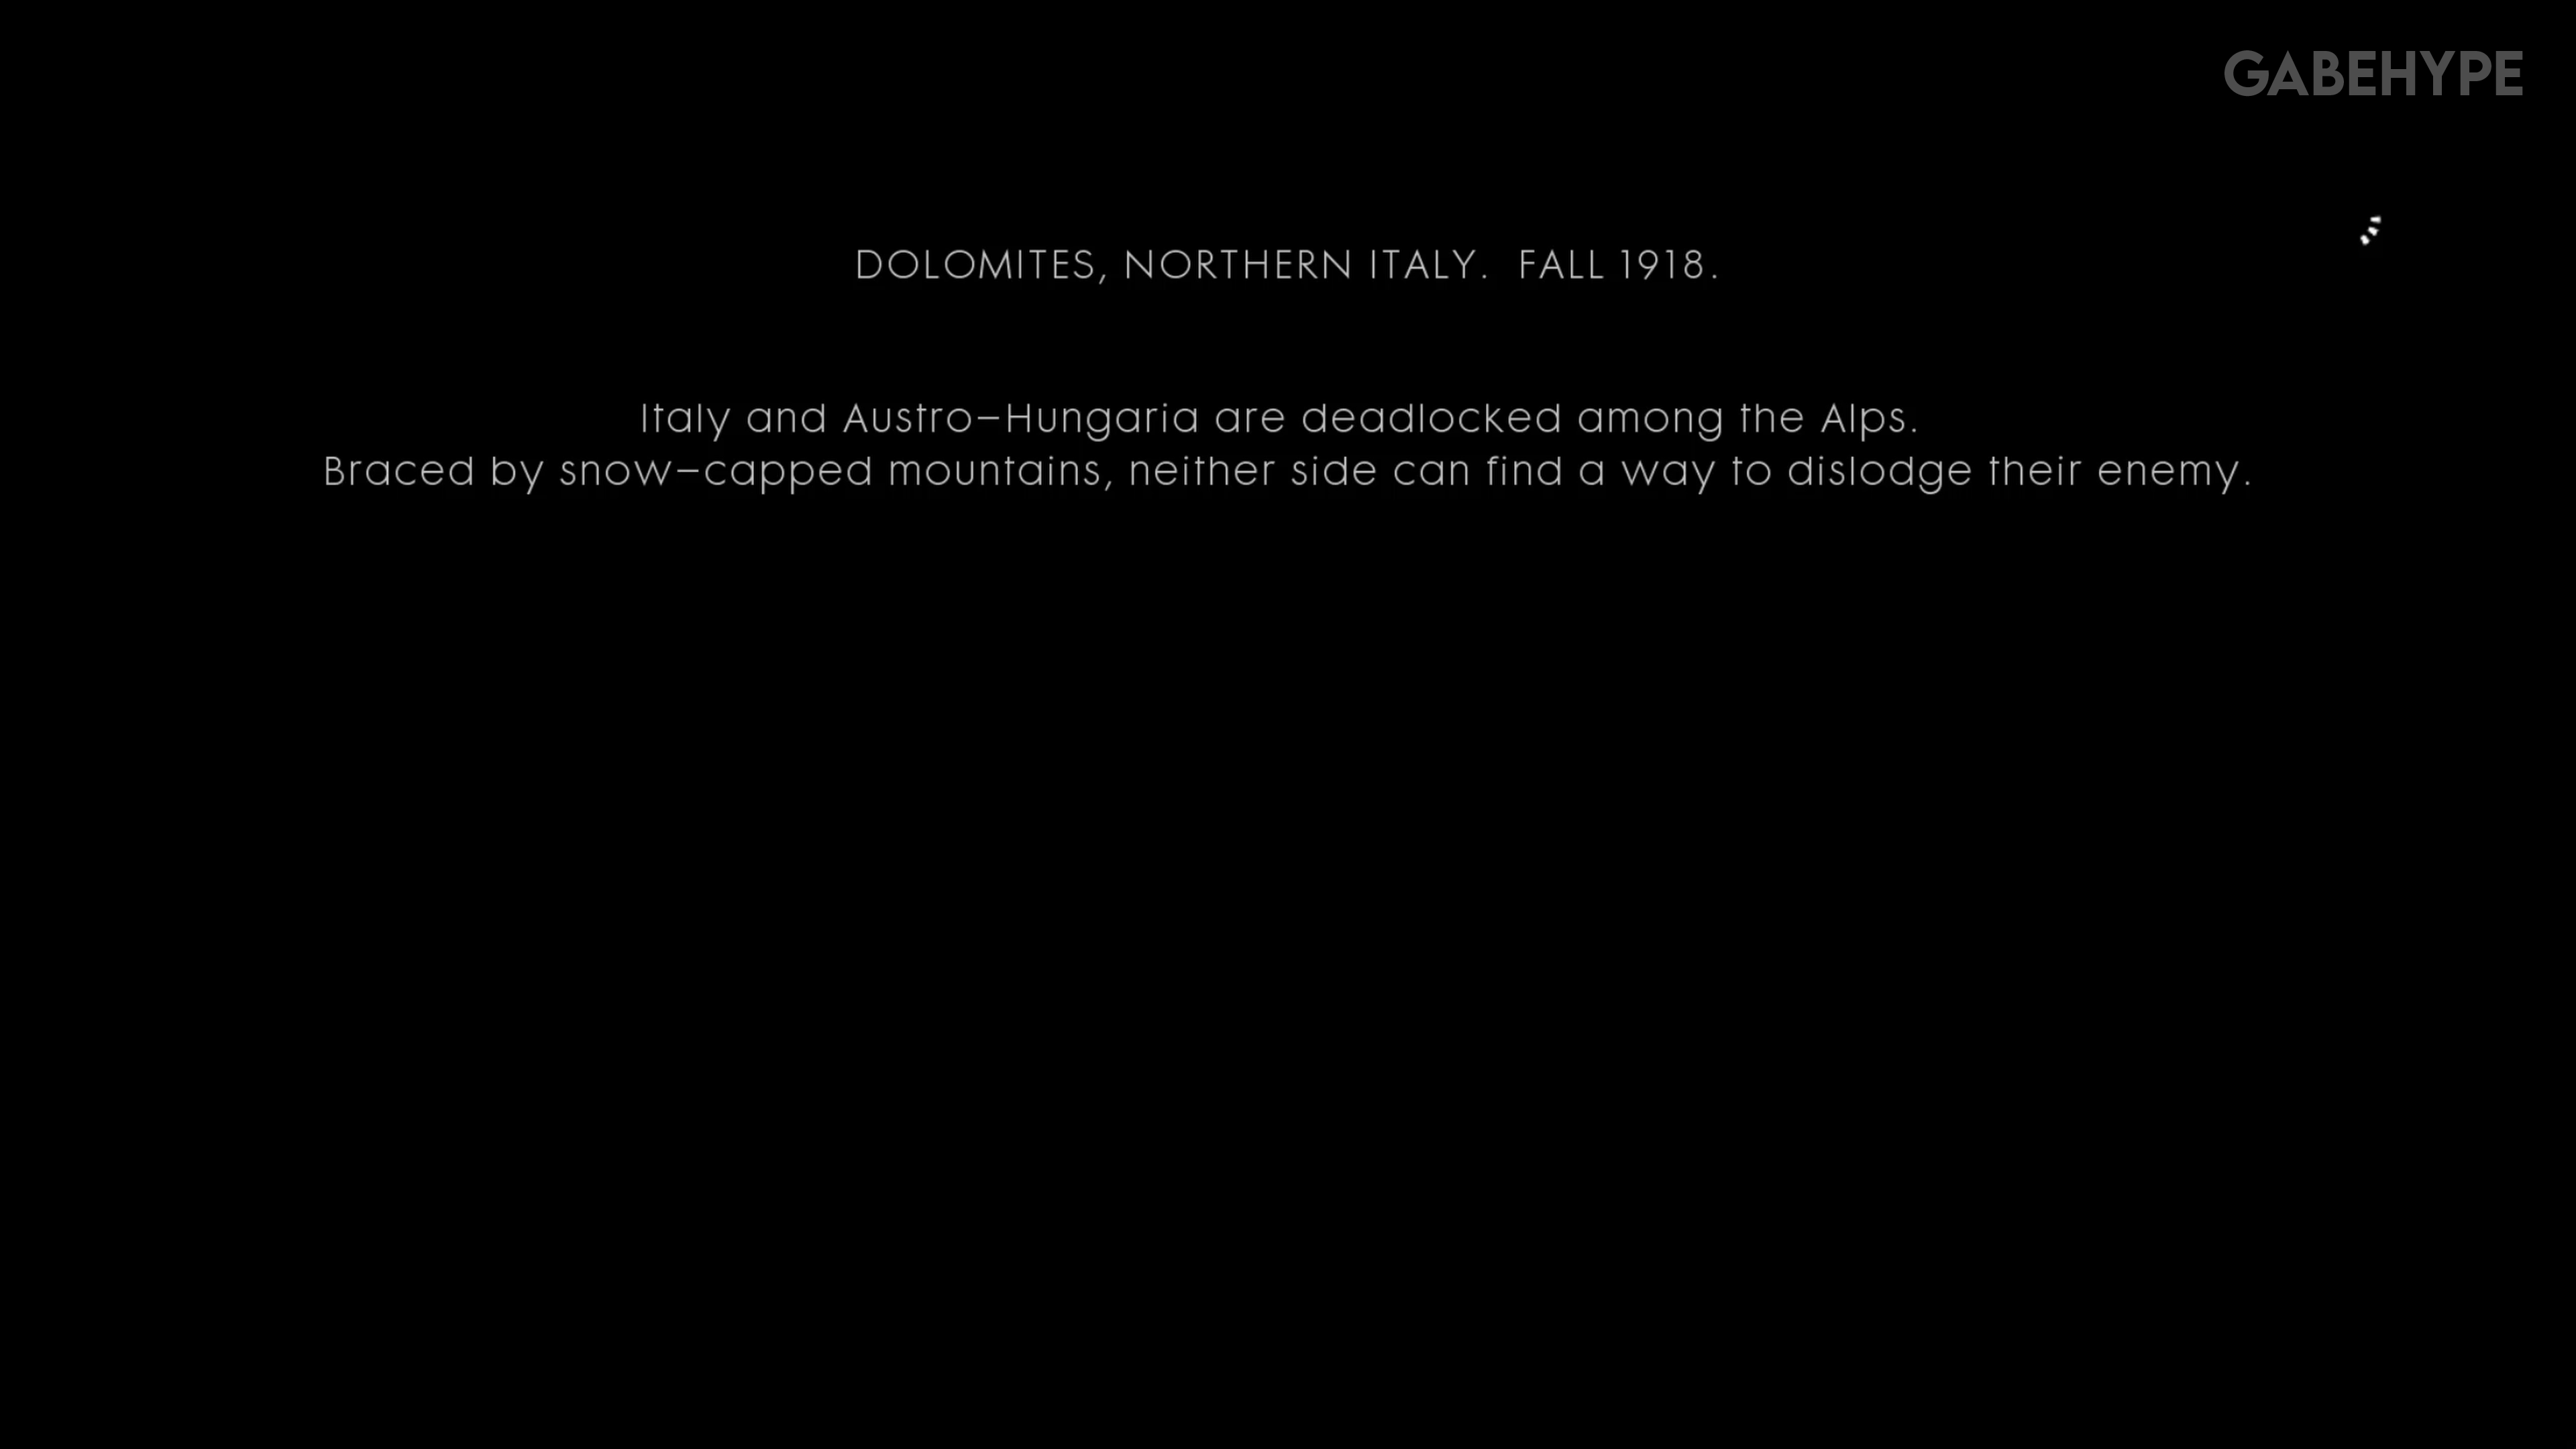 GABEHYPE
DOLOMITES, NORTHERN ITALY.  FALL 1918.
Italy and Austro-Hungaria are deadlocked among the Alps.
Braced by snow-capped mountains, neither side can find a way to dislodge their enemy.